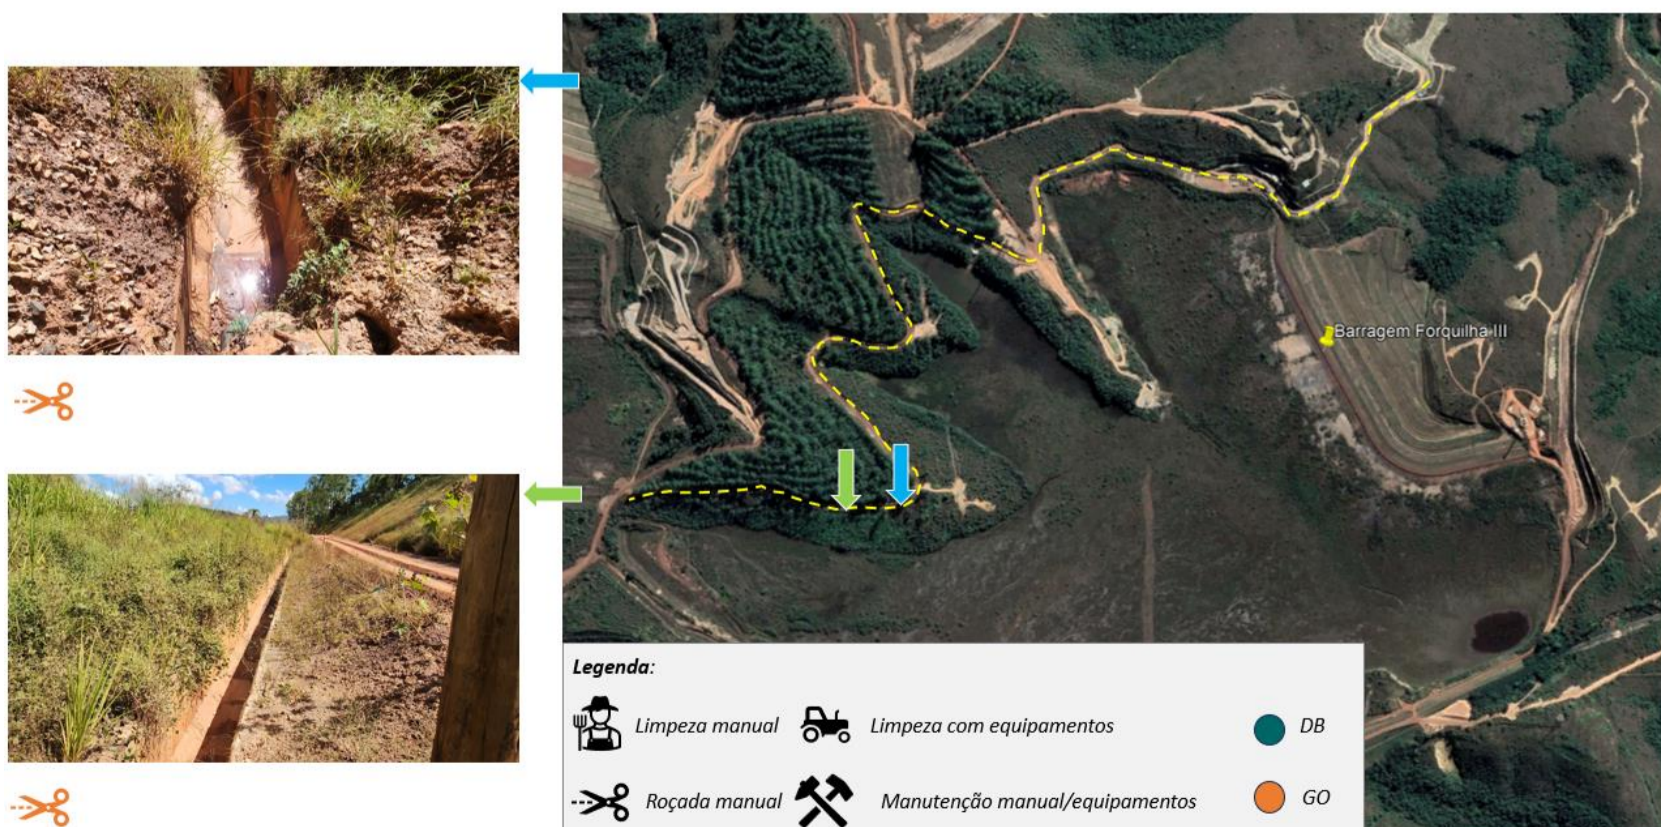 Barragem Forquilha III
Legenda:
Limpeza manual
Limpeza com equipamentos
DB
Roçada manual
Manutenção manual/equipamentos
GO